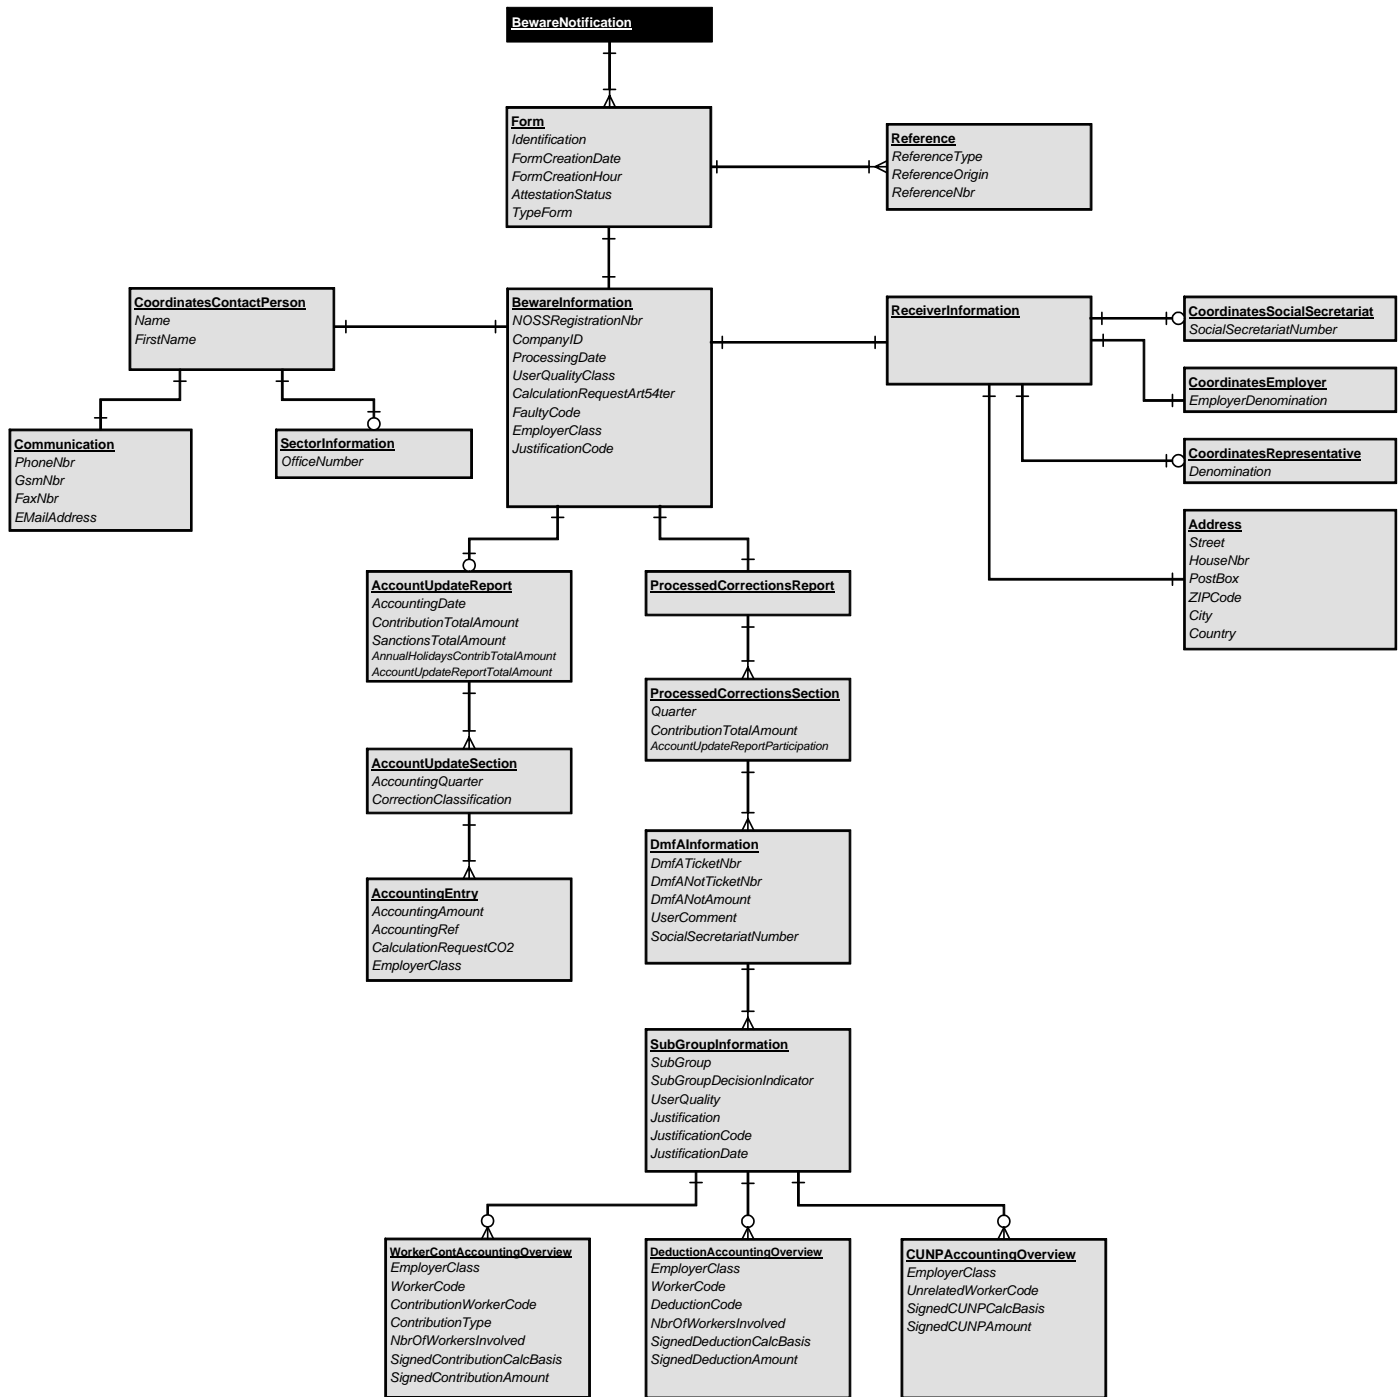 BewareNotification
Form
Identification
FormCreationDate
FormCreationHour
AttestationStatus
TypeForm
Reference
ReferenceType
ReferenceOrigin
ReferenceNbr
CoordinatesContactPerson
Name
FirstName
BewareInformation
NOSSRegistrationNbr
CompanyID
ProcessingDate
UserQualityClass
CalculationRequestArt54ter
FaultyCode
EmployerClass
JustificationCode
ReceiverInformation
CoordinatesSocialSecretariat
SocialSecretariatNumber
CoordinatesEmployer
EmployerDenomination
CoordinatesRepresentative
Denomination
Address
Street
HouseNbr
PostBox
ZIPCode
City
Country
Communication
PhoneNbr
GsmNbr
FaxNbr
EMailAddress
SectorInformation
OfficeNumber
AccountUpdateReport
AccountingDate
ContributionTotalAmount
SanctionsTotalAmount
AnnualHolidaysContribTotalAmount
AccountUpdateReportTotalAmount
ProcessedCorrectionsReport
ProcessedCorrectionsSection
Quarter
ContributionTotalAmount
AccountUpdateReportParticipation
AccountUpdateSection
AccountingQuarter
CorrectionClassification
AccountingEntry
AccountingAmount
AccountingRef
CalculationRequestCO2
EmployerClass
DmfAInformation
DmfATicketNbr
DmfANotTicketNbr
DmfANotAmount
UserComment
SocialSecretariatNumber
SubGroupInformation
SubGroup
SubGroupDecisionIndicator
UserQuality
Justification
JustificationCode
JustificationDate
WorkerContAccountingOverview
EmployerClass
WorkerCode
ContributionWorkerCode
ContributionType
NbrOfWorkersInvolved
SignedContributionCalcBasis
SignedContributionAmount
DeductionAccountingOverview
EmployerClass
WorkerCode
DeductionCode
NbrOfWorkersInvolved
SignedDeductionCalcBasis
SignedDeductionAmount
CUNPAccountingOverview
EmployerClass
UnrelatedWorkerCode
SignedCUNPCalcBasis
SignedCUNPAmount